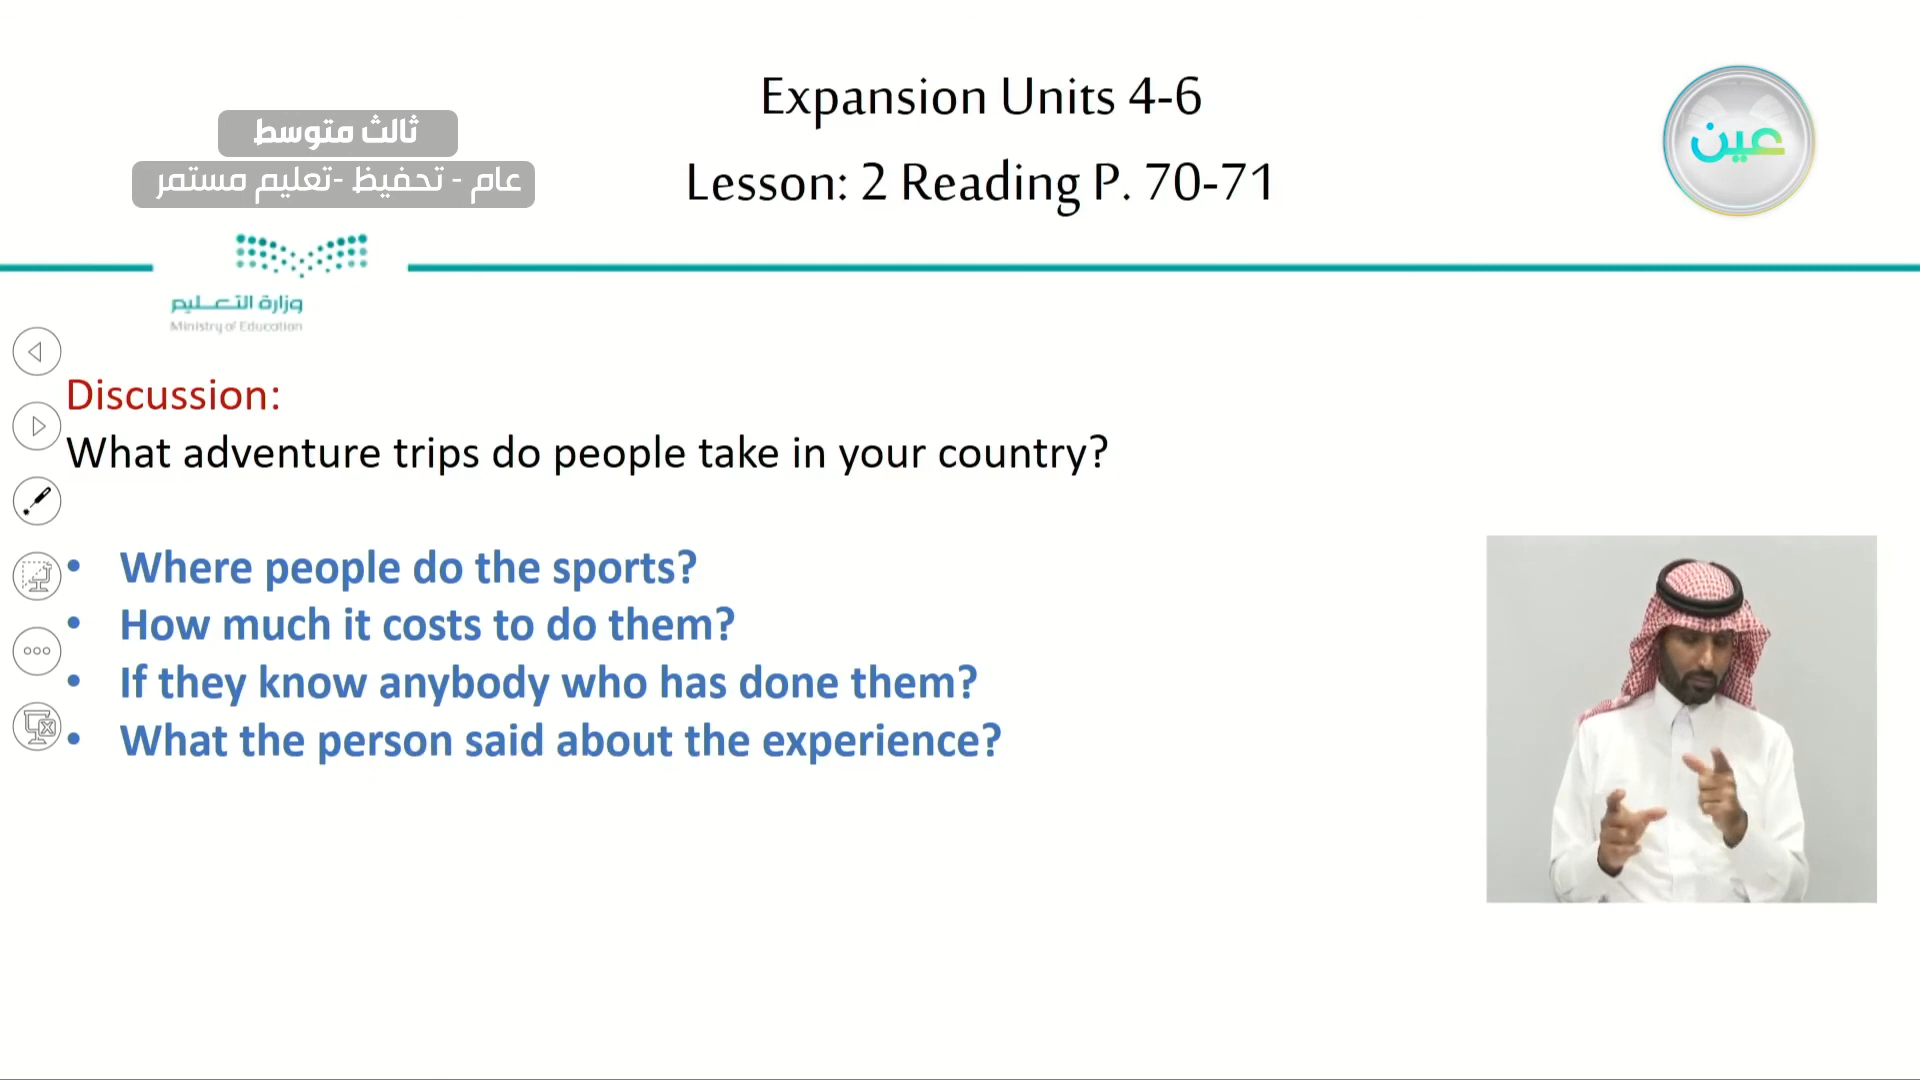 Expansion Units 4-6
Lesson: 2 Reading P. 70-71
ثالث متوسط
عام - تحفيظ -تعليم مستمر
عين
وزارة التعليم
Ministry of Education
Discussion:
What adventure trips do people take in your country?
• Where people do the sports?
• How much it costs to do them?
• If they know anybody who has done them?
• What the person said about the experience?